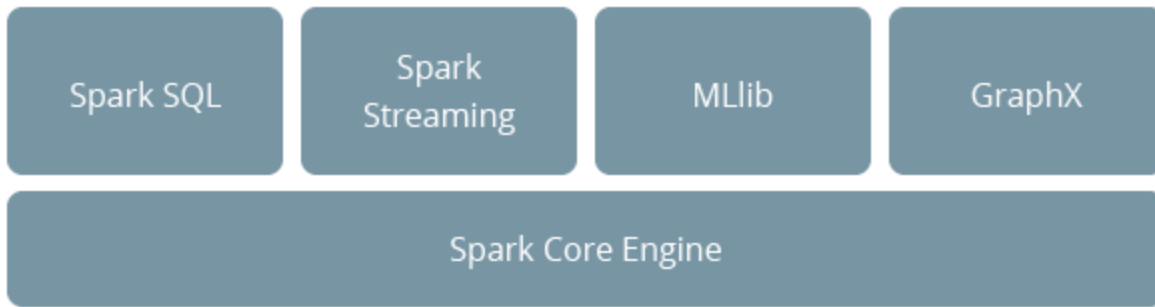 Spark SQL
Spark
Streaming
MLlib
GraphX
Spark Core Engine